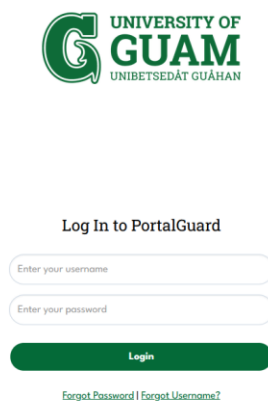 UNIVERSITY OF
GUAM
UNIBETSEDÅT GUÅHAN
Log In to PortalGuard
Enter your username
Enter your password
Login
Forgot Password | Forgot Username?